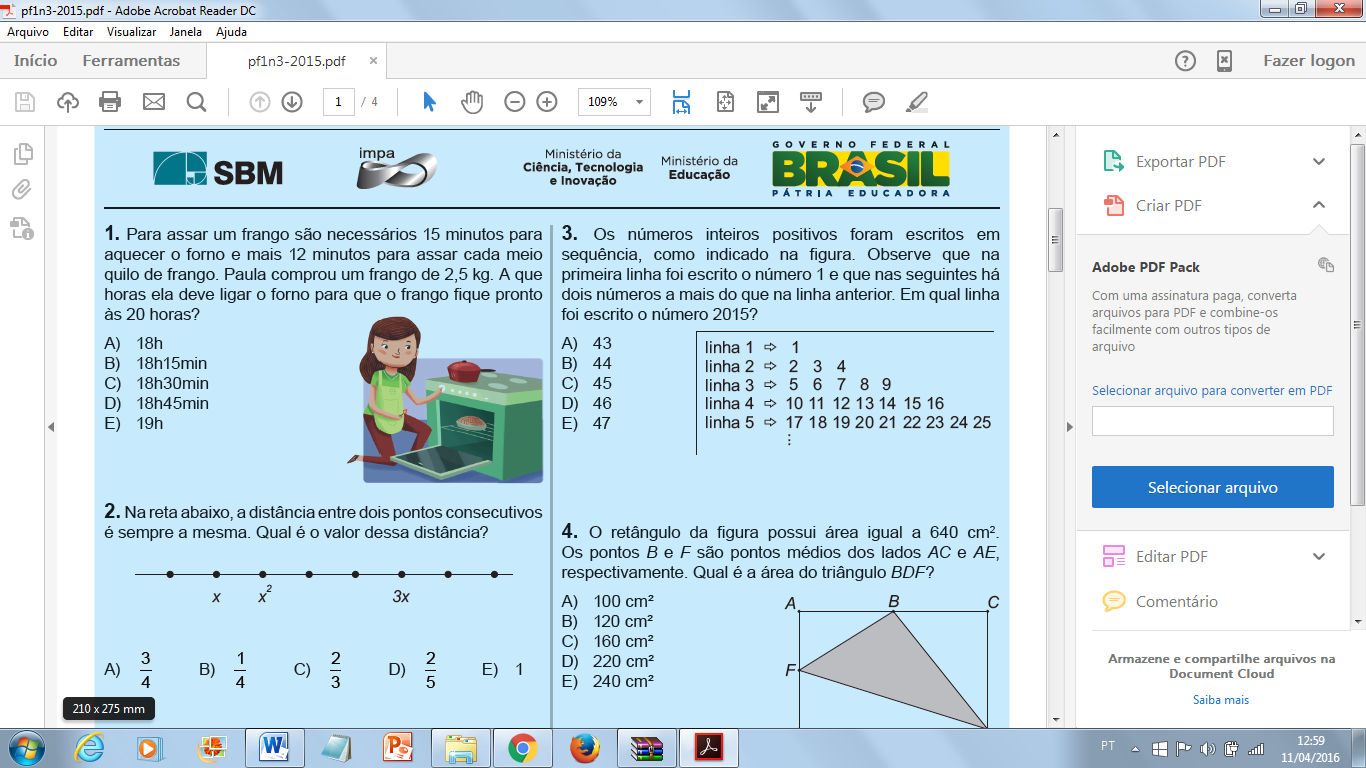 pf1n3-2015.pdf - Adobe Acrobat Reader DC
Arquivo Editar Visualizar Janela Ajuda
Início Ferramentas pf1n3-2015.pdf × Fazer logon
1 / 4 109%
SBM
impa
Ministério da
Ciência, Tecnologia
e Inovação
Ministério da
Educação
GOVERNO FEDERAL
BRASIL
PÁTRIA EDUCADORA
1. Para assar um frango são necessários 15 minutos para
aquecer o forno e mais 12 minutos para assar cada meio
quilo de frango. Paula comprou um frango de 2,5 kg. A que
horas ela deve ligar o forno para que o frango fique pronto
às 20 horas?
A) 18h
B) 18h15min
C) 18h30min
D) 18h45min
E) 19h
2. Na reta abaixo, a distância entre dois pontos consecutivos
é sempre a mesma. Qual é o valor dessa distância?
x x² 3x
A) 3/4 B) 1/4 C) 2/3 D) 2/5 E) 1
210 x 275 mm
3. Os números inteiros positivos foram escritos em
sequência, como indicado na figura. Observe que na
primeira linha foi escrito o número 1 e que nas seguintes há
dois números a mais do que na linha anterior. Em qual linha
foi escrito o número 2015?
A) 43
B) 44
C) 45
D) 46
E) 47
linha 1 ⇨ 1
linha 2 ⇨ 2 3 4
linha 3 ⇨ 5 6 7 8 9
linha 4 ⇨ 10 11 12 13 14 15 16
linha 5 ⇨ 17 18 19 20 21 22 23 24 25
⋮
4. O retângulo da figura possui área igual a 640 cm².
Os pontos B e F são pontos médios dos lados AC e AE,
respectivamente. Qual é a área do triângulo BDF?
A) 100 cm²
B) 120 cm²
C) 160 cm²
D) 220 cm²
E) 240 cm²
A B C
F
Exportar PDF
Criar PDF
Adobe PDF Pack
Com uma assinatura paga, converta
arquivos para PDF e combine-os
facilmente com outros tipos de
arquivo
Selecionar arquivo para converter em PDF
Selecionar arquivo
Editar PDF
Comentário
Armazene e compartilhe arquivos na
Document Cloud
Saiba mais
PT 12:59
11/04/2016